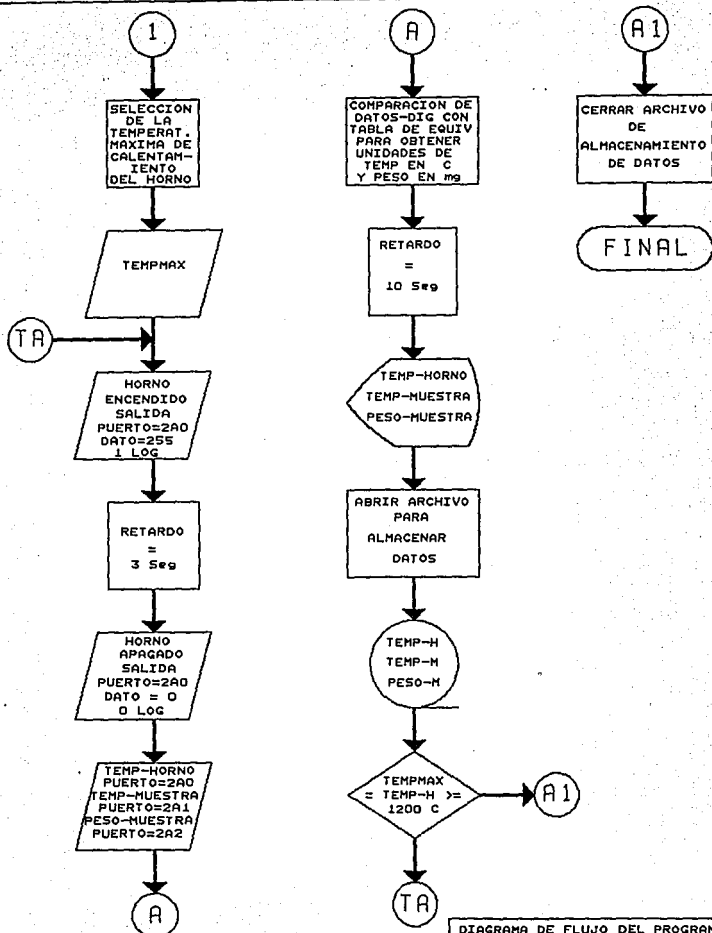 1
SELECCION
DE LA
TEMPERAT.
MAXIMA DE
CALENTAM-
IENTO
DEL HORNO
TEMPMAX
TA
HORNO
ENCENDIDO
SALIDA
PUERTO=2A0
DATO=255
1 LOG
RETARDO
=
3 Seg
HORNO
APAGADO
SALIDA
PUERTO=2A0
DATO = 0
0 LOG
TEMP-HORNO
PUERTO=2A0
TEMP-MUESTRA
PUERTO=2A1
PESO-MUESTRA
PUERTO=2A2
A
A
COMPARACION DE
DATOS-DIG CON
TABLA DE EQUIV
PARA OBTENER
UNIDADES DE
TEMP EN C
Y PESO EN mg
RETARDO
=
10 Seg
TEMP-HORNO
TEMP-MUESTRA
PESO-MUESTRA
ABRIR ARCHIVO
PARA
ALMACENAR
DATOS
TEMP-H
TEMP-M
PESO-M
TEMPMAX
= TEMP-H >=
1200 C
A1
TA
A1
CERRAR ARCHIVO
DE
ALMACENAMIENTO
DE DATOS
FINAL
DIAGRAMA DE FLUJO DEL PROGRAM